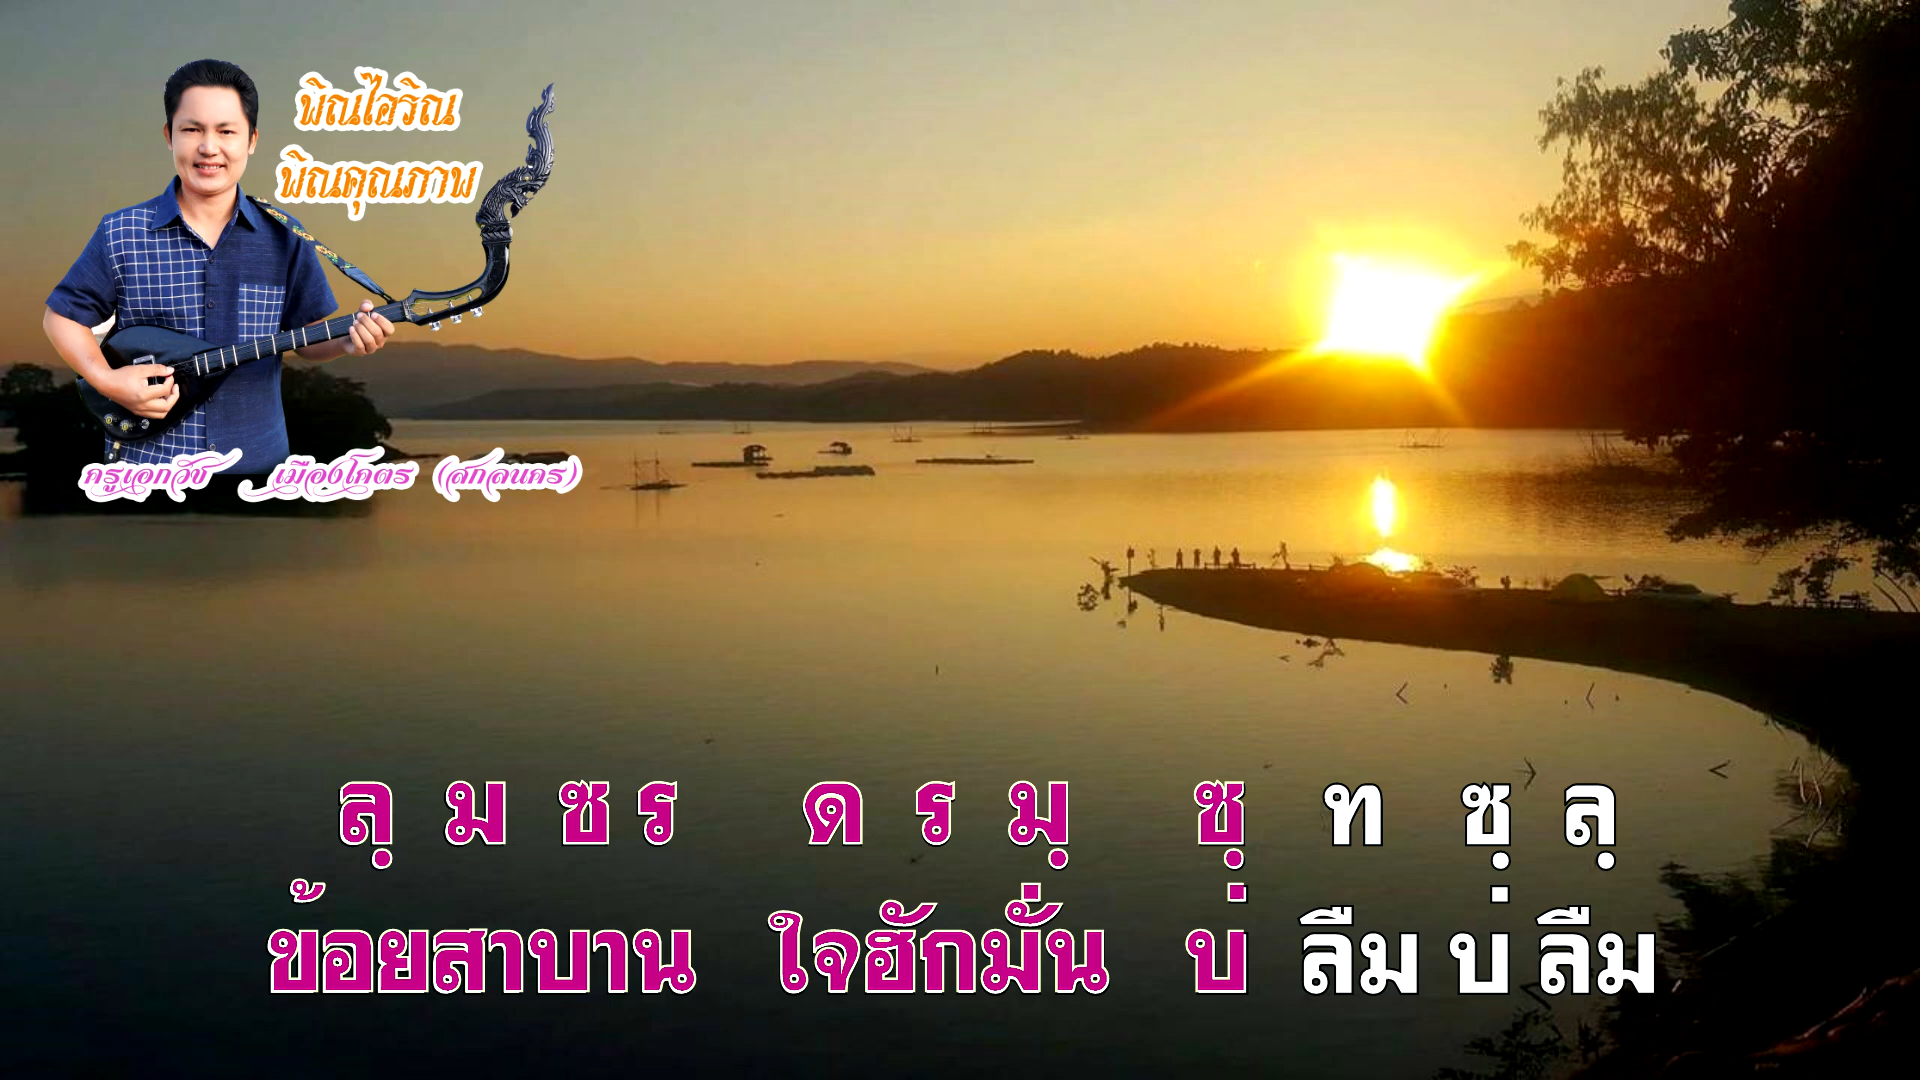 พิณไอริณ
พิณคุณภาพ
ครูเอกวัช เมืองโคตร (สกลนคร)
ลฺ ม ซ ร ด ร มฺ ซฺ ท ซฺ ลฺ
ข้อยสาบาน ใจฮักมั่น บ่ ลืม บ่ ลืม